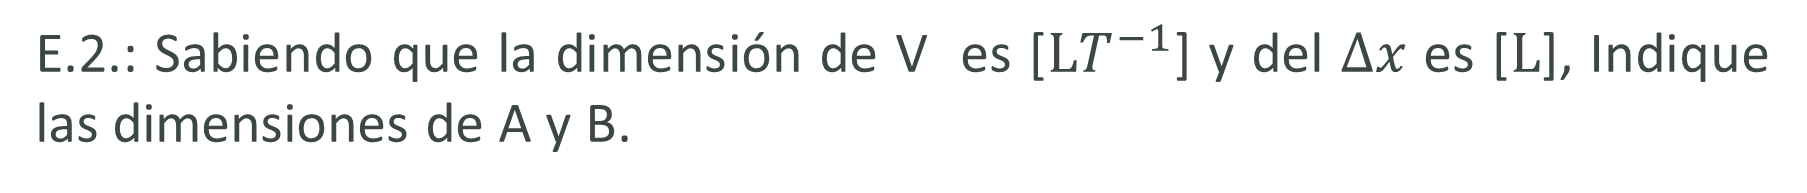 E.2.: Sabiendo que la dimensión de V es [LT⁻¹] y del Δx es [L], Indique
las dimensiones de A y B.